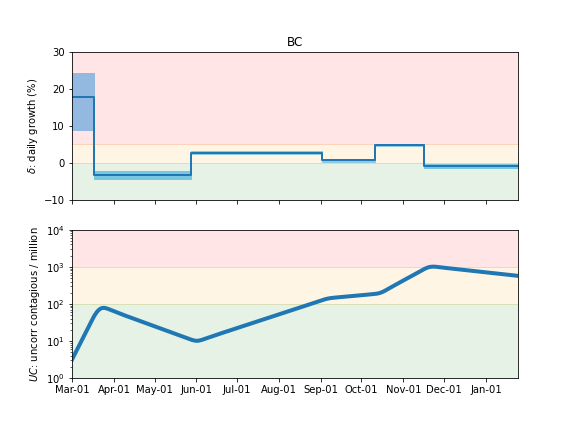 BC
δ: daily growth (%)
30
20
10
0
−10
UC: uncorr contagious / million
10⁴
10³
10²
10¹
10⁰
Mar-01 Apr-01 May-01 Jun-01 Jul-01 Aug-01 Sep-01 Oct-01 Nov-01 Dec-01 Jan-01